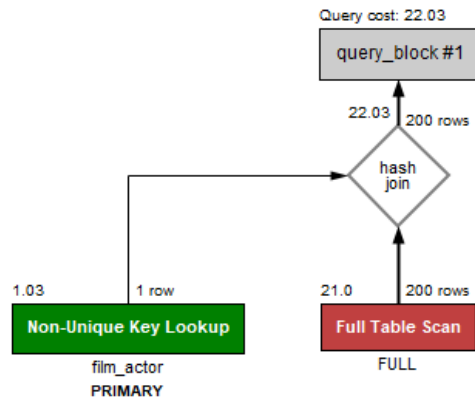 Query cost: 22.03
query_block #1
22.03
200 rows
hash
join
1.03
1 row
21.0
200 rows
Non-Unique Key Lookup
Full Table Scan
film_actor
FULL
PRIMARY